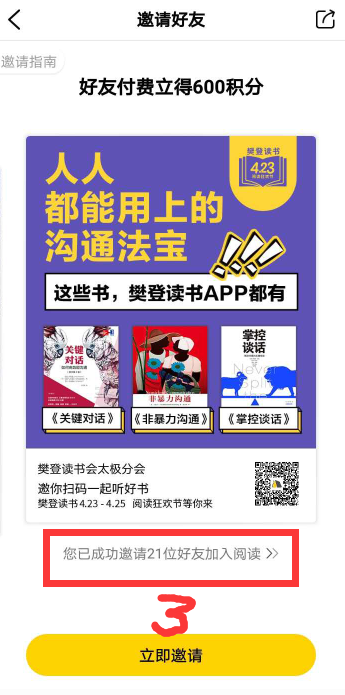 邀请好友
邀请指南
好友付费立得600积分
樊登读书
4.23
人人
都能用上的
沟通法宝
这些书，樊登读书APP都有
关键
对话
非暴力沟通
掌控
谈话
《关键对话》
《非暴力沟通》
《掌控谈话》
樊登读书会太极分会
邀你扫码一起听好书
樊登读书4.23 - 4.25 阅读狂欢节等你来
您已成功邀请21位好友加入阅读 >>
3
立即邀请